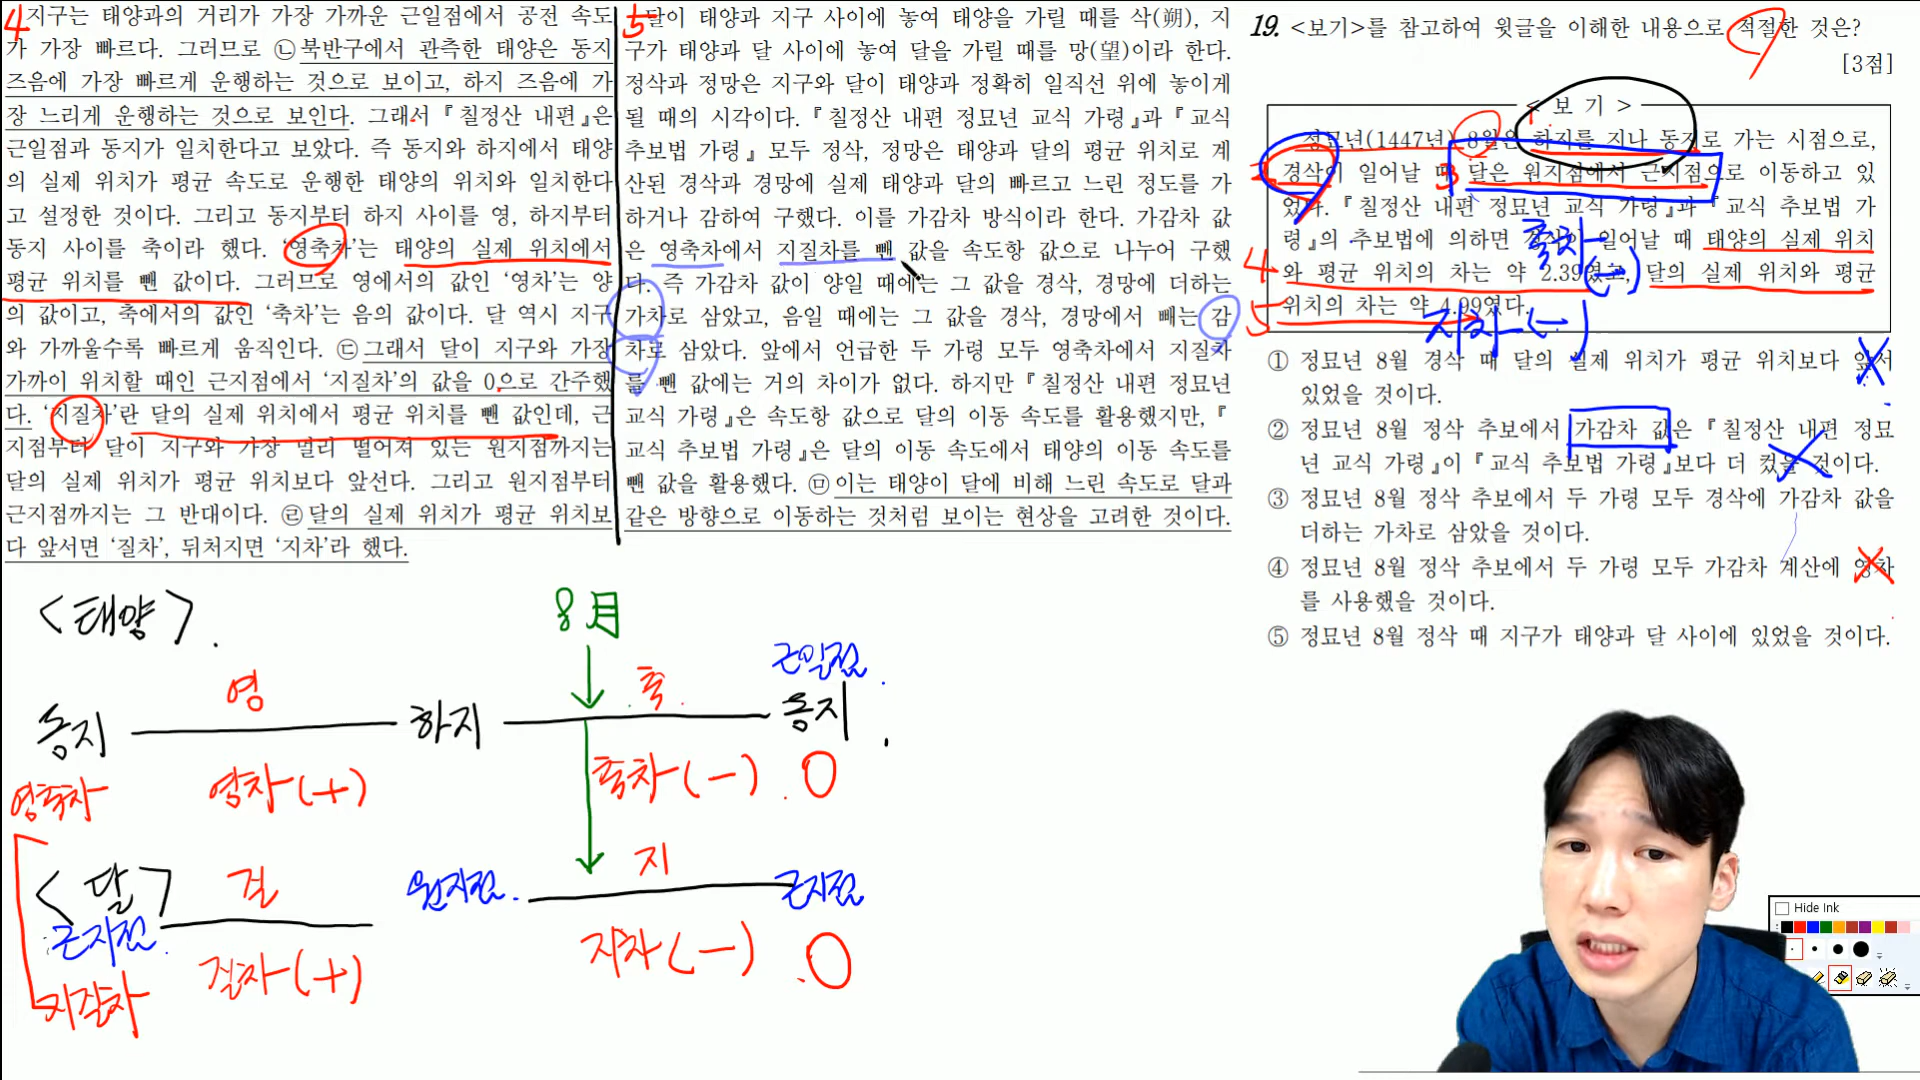 4 지구는 태양과의 거리가 가장 가까운 근일점에서 공전 속도
가 가장 빠르다. 그러므로 ㉡북반구에서 관측한 태양은 동지
즈음에 가장 빠르게 운행하는 것으로 보이고, 하지 즈음에 가
장 느리게 운행하는 것으로 보인다. 그래서 『칠정산 내편』은
근일점과 동지가 일치한다고 보았다. 즉 동지와 하지에서 태양
의 실제 위치가 평균 속도로 운행한 태양의 위치와 일치한다
고 설정한 것이다. 그리고 동지부터 하지 사이를 영, 하지부터
동지 사이를 축이라 했다. ‘영축차’는 태양의 실제 위치에서
평균 위치를 뺀 값이다. 그러므로 영에서의 값인 ‘영차’는 양
의 값이고, 축에서의 값인 ‘축차’는 음의 값이다. 달 역시 지구
와 가까울수록 빠르게 움직인다. ㉢그래서 달이 지구와 가장
가까이 위치할 때인 근지점에서 ‘지질차’의 값을 0으로 간주했
다. ‘지질차’란 달의 실제 위치에서 평균 위치를 뺀 값인데, 근
지점부터 달이 지구와 가장 멀리 떨어져 있는 원지점까지는
달의 실제 위치가 평균 위치보다 앞선다. 그리고 원지점부터
근지점까지는 그 반대이다. ㉣달의 실제 위치가 평균 위치보
다 앞서면 ‘질차’, 뒤처지면 ‘지차’라 했다.
5 달이 태양과 지구 사이에 놓여 태양을 가릴 때를 삭(朔), 지
구가 태양과 달 사이에 놓여 달을 가릴 때를 망(望)이라 한다.
정삭과 정망은 지구와 달이 태양과 정확히 일직선 위에 놓이게
될 때의 시각이다. 『칠정산 내편 정묘년 교식 가령』과 『교식
추보법 가령』 모두 정삭, 정망은 태양과 달의 평균 위치로 계
산된 경삭과 경망에 실제 태양과 달의 빠르고 느린 정도를 가
하거나 감하여 구했다. 이를 가감차 방식이라 한다. 가감차 값
은 영축차에서 지질차를 뺀 값을 속도항 값으로 나누어 구했
다. 즉 가감차 값이 양일 때에는 그 값을 경삭, 경망에 더하는
가차로 삼았고, 음일 때에는 그 값을 경삭, 경망에서 빼는 감
차로 삼았다. 앞에서 언급한 두 가령 모두 영축차에서 지질차
를 뺀 값에는 거의 차이가 없다. 하지만 『칠정산 내편 정묘년
교식 가령』은 속도항 값으로 달의 이동 속도를 활용했지만, 『
교식 추보법 가령』은 달의 이동 속도에서 태양의 이동 속도를
뺀 값을 활용했다. ㉤이는 태양이 달에 비해 느린 속도로 달과
같은 방향으로 이동하는 것처럼 보이는 현상을 고려한 것이다.
19. <보기>를 참고하여 윗글을 이해한 내용으로 적절한 것은?
[3점]
< 보 기 >
정묘년(1447년) 8월은 하지를 지나 동지로 가는 시점으로,
경삭이 일어날 때 달은 원지점에서 근지점으로 이동하고 있
었다. 『칠정산 내편 정묘년 교식 가령』과 『교식 추보법 가
령』의 추보법에 의하면 경삭이 일어날 때 태양의 실제 위치
와 평균 위치의 차는 약 2.39였고, 달의 실제 위치와 평균
위치의 차는 약 4.99였다.
3
4
5
축차
(-)
지차 (-)
① 정묘년 8월 경삭 때 달의 실제 위치가 평균 위치보다 앞서
있었을 것이다.
② 정묘년 8월 정삭 추보에서 가감차 값은 『칠정산 내편 정묘
년 교식 가령』이 『교식 추보법 가령』보다 더 컸을 것이다.
③ 정묘년 8월 정삭 추보에서 두 가령 모두 경삭에 가감차 값을
더하는 가차로 삼았을 것이다.
④ 정묘년 8월 정삭 추보에서 두 가령 모두 가감차 계산에 영차
를 사용했을 것이다.
⑤ 정묘년 8월 정삭 때 지구가 태양과 달 사이에 있었을 것이다.
<태양>
8月
근일점
영
축
동지
하지
동지
영축차
영차(+)
축차(-)
0
<달>
질
지
근지점
원지점
근지점
질차(+)
지차(-)
0
지질차
Hide Ink